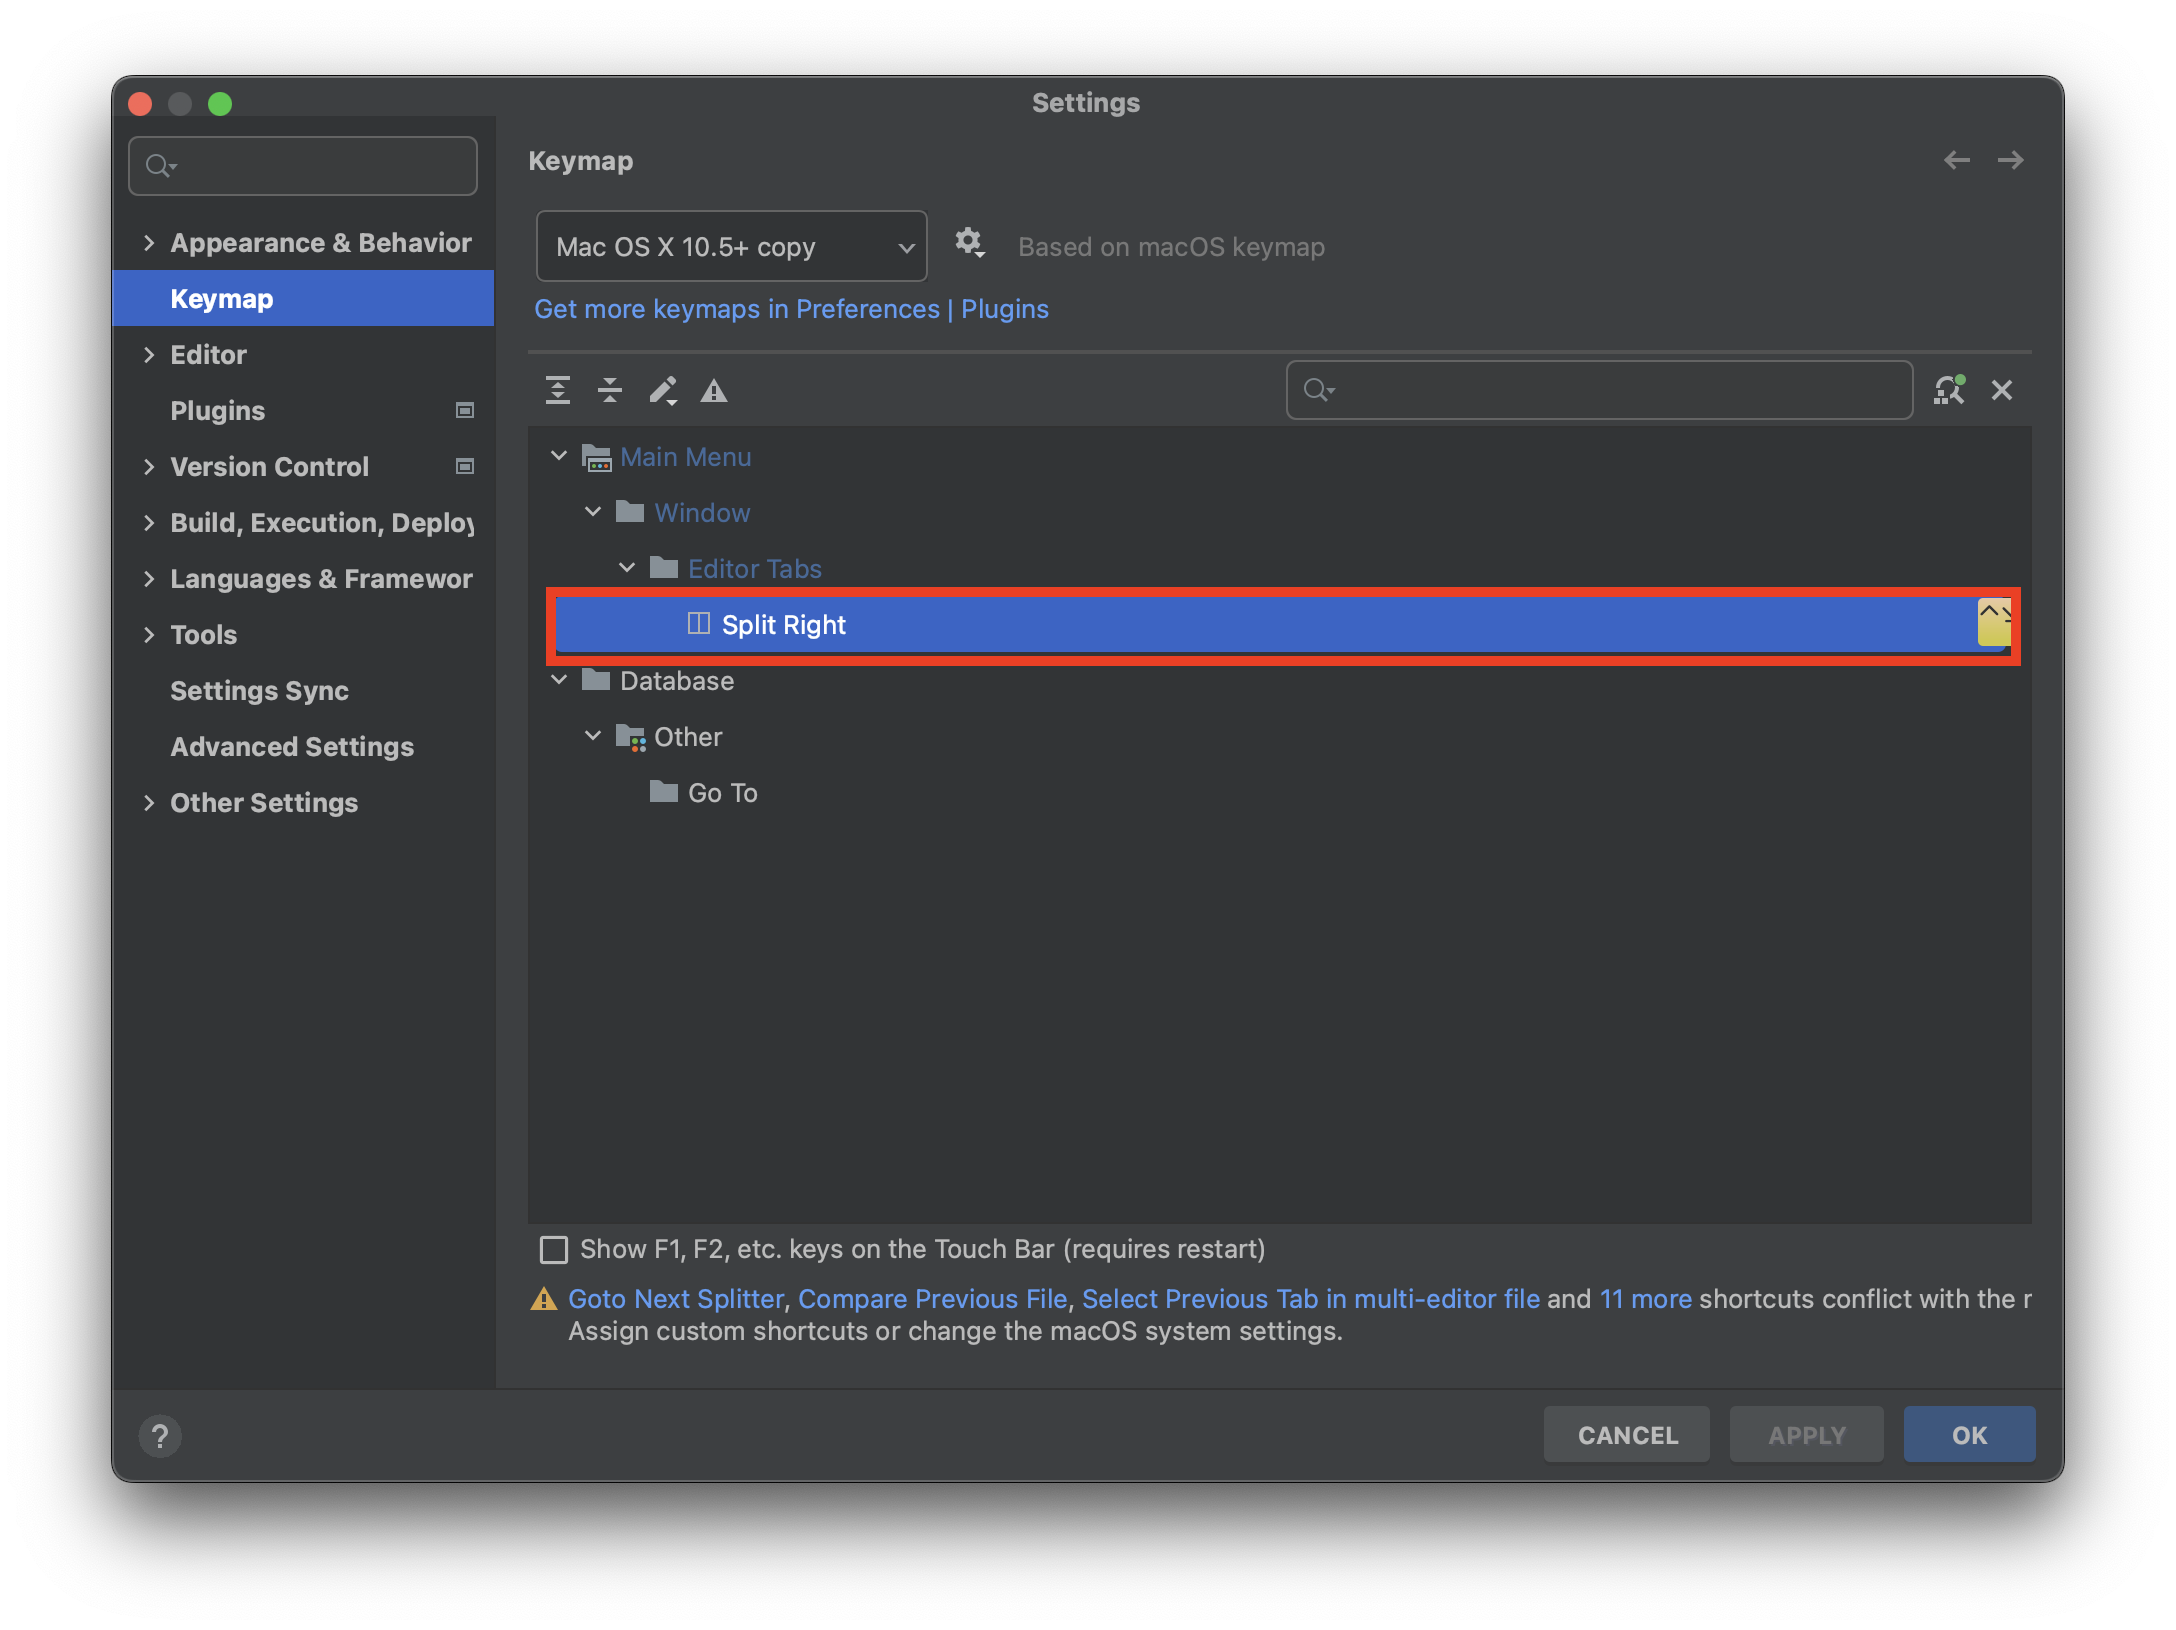 Settings
Appearance & Behavior
Keymap
Editor
Plugins
Version Control
Build, Execution, Deploy
Languages & Framewor
Tools
Settings Sync
Advanced Settings
Other Settings
Keymap
Mac OS X 10.5+ copy
Based on macOS keymap
Get more keymaps in Preferences | Plugins
Main Menu
Window
Editor Tabs
Split Right
Database
Other
Go To
Show F1, F2, etc. keys on the Touch Bar (requires restart)
Goto Next Splitter, Compare Previous File, Select Previous Tab in multi-editor file and 11 more shortcuts conflict with the r
Assign custom shortcuts or change the macOS system settings.
?
CANCEL
APPLY
OK